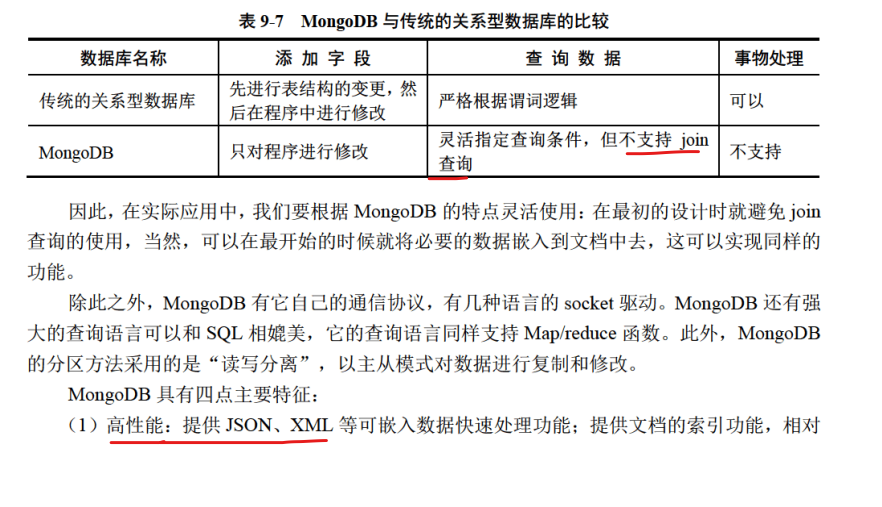 表 9-7 MongoDB 与传统的关系型数据库的比较
数据库名称 添加字段 查询数据 事物处理
传统的关系型数据库 先进行表结构的变更，然后在程序中进行修改 严格根据谓词逻辑 可以
MongoDB 只对程序进行修改 灵活指定查询条件，但不支持 join 查询 不支持
因此，在实际应用中，我们要根据 MongoDB 的特点灵活使用：在最初的设计时就避免 join
查询的使用，当然，可以在最开始的时候就将必要的数据嵌入到文档中去，这可以实现同样的
功能。
除此之外，MongoDB 有它自己的通信协议，有几种语言的 socket 驱动。MongoDB 还有强
大的查询语言可以和 SQL 相媲美，它的查询语言同样支持 Map/reduce 函数。此外，MongoDB
的分区方法采用的是“读写分离”，以主从模式对数据进行复制和修改。
MongoDB 具有四点主要特征：
（1）高性能：提供 JSON、XML 等可嵌入数据快速处理功能；提供文档的索引功能，相对